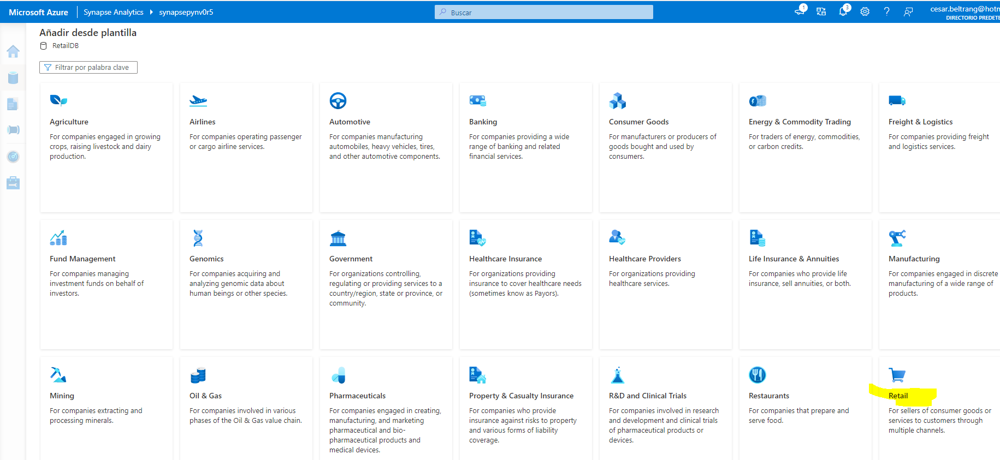 Microsoft Azure Synapse Analytics synapsepynv0r5 Buscar 1 3 cesar.beltrang@hotm
DIRECTORIO PREDETE
Añadir desde plantilla
RetailDB
Filtrar por palabra clave
Agriculture
For companies engaged in growing
crops, raising livestock and dairy
production.
Airlines
For companies operating passenger
or cargo airline services.
Automotive
For companies manufacturing
automobiles, heavy vehicles, tires,
and other automotive components.
Banking
For companies providing a wide
range of banking and related
financial services.
Consumer Goods
For manufacturers or producers of
goods bought and used by
consumers.
Energy & Commodity Trading
For traders of energy, commodities,
or carbon credits.
Freight & Logistics
For companies providing freight
and logistics services.
Fund Management
For companies managing
investment funds on behalf of
investors.
Genomics
For companies acquiring and
analyzing genomic data about
human beings or other species.
Government
For organizations controlling,
regulating or providing services to a
country/region, state or province, or
community.
Healthcare Insurance
For organizations providing
insurance to cover healthcare needs
(sometimes know as Payors).
Healthcare Providers
For organizations providing
healthcare services.
Life Insurance & Annuities
For companies who provide life
insurance, sell annuities, or both.
Manufacturing
For companies engaged in discrete
manufacturing of a wide range of
products.
Mining
For companies extracting and
processing minerals.
Oil & Gas
For companies involved in various
phases of the Oil & Gas value chain.
Pharmaceuticals
For companies engaged in creating,
manufacturing, and marketing
pharmaceutical and bio-
pharmaceutical products and
medical devices.
Property & Casualty Insurance
For companies who provide
insurance against risks to property
and various forms of liability
coverage.
R&D and Clinical Trials
For companies involved in research
and development and clinical trials
of pharmaceutical products or
devices.
Restaurants
For companies that prepare and
serve food.
Retail
For sellers of consumer goods or
services to customers through
multiple channels.